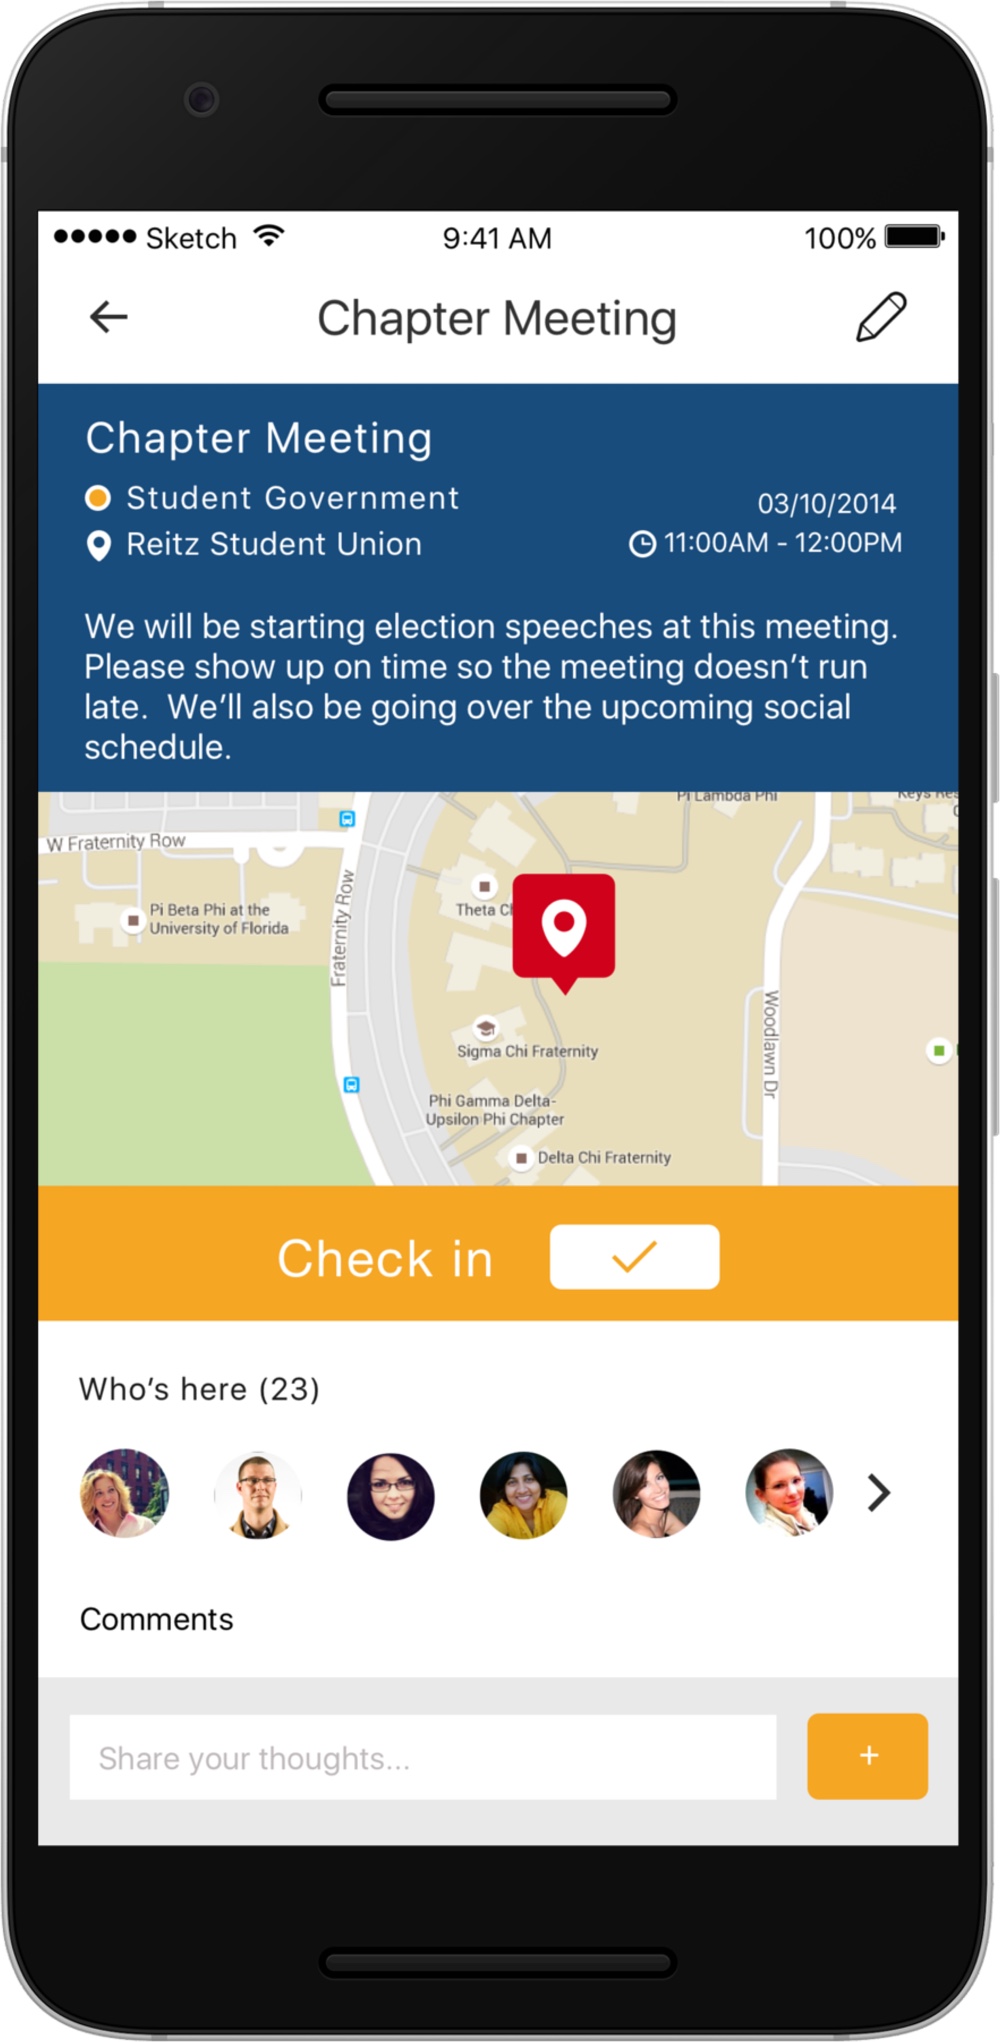 Sketch
9:41 AM
100%
Chapter Meeting
Chapter Meeting
Student Government
03/10/2014
Reitz Student Union
11:00AM - 12:00PM
We will be starting election speeches at this meeting.
Please show up on time so the meeting doesn't run
late.  We'll also be going over the upcoming social
schedule.
Pi Lambda Phi
W Fraternity Row
Pi Beta Phi at the
University of Florida
Fraternity Row
Theta
Sigma Chi Fraternity
Woodlawn Dr
Phi Gamma Delta-
Upsilon Phi Chapter
Delta Chi Fraternity
Check in
Who's here (23)
Comments
Share your thoughts...
+